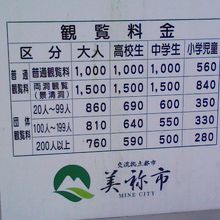 観覧料金
区分 大人 高校生 中学生 小学児童
普通観覧料 普通観覧料 1,000 1,000 1,000 560
両洞観覧料(景清洞) 1,500 1,500 1,500 840
団体 20人〜99人 860 690 600 350
100人〜199人 810 640 550 330
200人以上 760 590 500 280
交流拠点都市
美祢市
MINE CITY